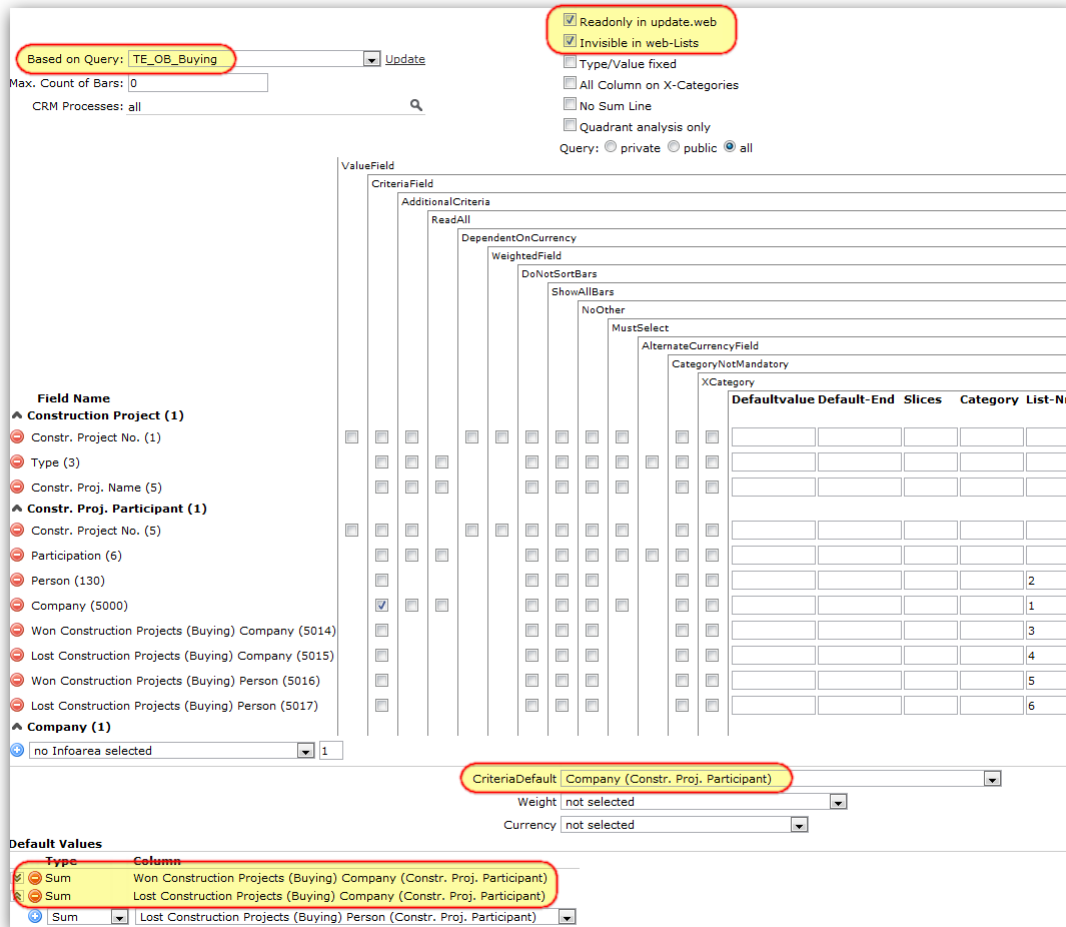 Readonly in update.web
Invisible in web-Lists
Based on Query: TE_OB_Buying Update
Type/Value fixed
Max. Count of Bars: 0
All Column on X-Categories
CRM Processes: all
No Sum Line
Quadrant analysis only
Query: private public all
ValueField
CriteriaField
AdditionalCriteria
ReadAll
DependentOnCurrency
WeightedField
DoNotSortBars
ShowAllBars
NoOther
MustSelect
AlternateCurrencyField
CategoryNotMandatory
XCategory
Field Name Defaultvalue Default-End Slices Category List-Nr
Construction Project (1)
Constr. Project No. (1)
Type (3)
Constr. Proj. Name (5)
Constr. Proj. Participant (1)
Constr. Project No. (5)
Participation (6)
Person (130) 2
Company (5000) 1
Won Construction Projects (Buying) Company (5014) 3
Lost Construction Projects (Buying) Company (5015) 4
Won Construction Projects (Buying) Person (5016) 5
Lost Construction Projects (Buying) Person (5017) 6
Company (1)
no Infoarea selected 1
CriteriaDefault Company (Constr. Proj. Participant)
Weight not selected
Currency not selected
Default Values
Type Column
Sum Won Construction Projects (Buying) Company (Constr. Proj. Participant)
Sum Lost Construction Projects (Buying) Company (Constr. Proj. Participant)
Sum Lost Construction Projects (Buying) Person (Constr. Proj. Participant)